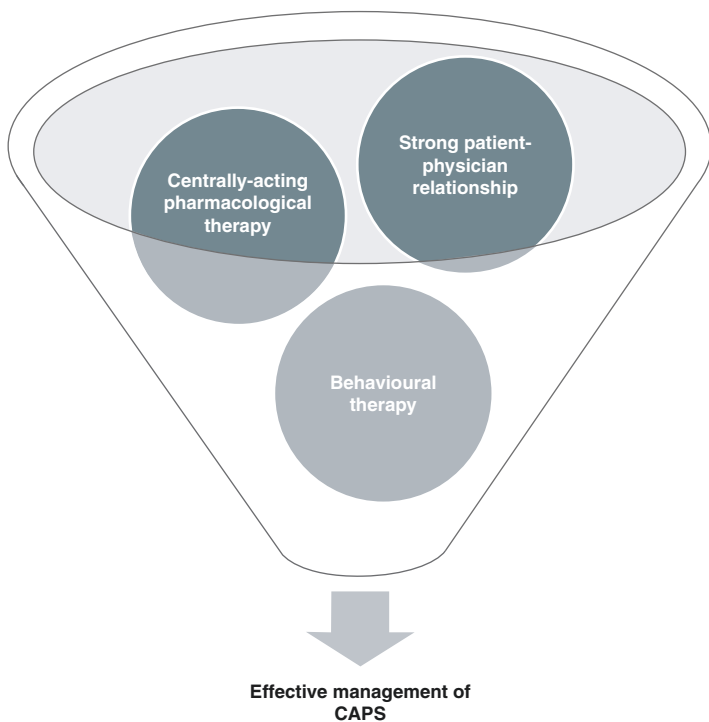 Strong patient-
physician
relationship
Centrally-acting
pharmacological
therapy
Behavioural
therapy
Effective management of
CAPS